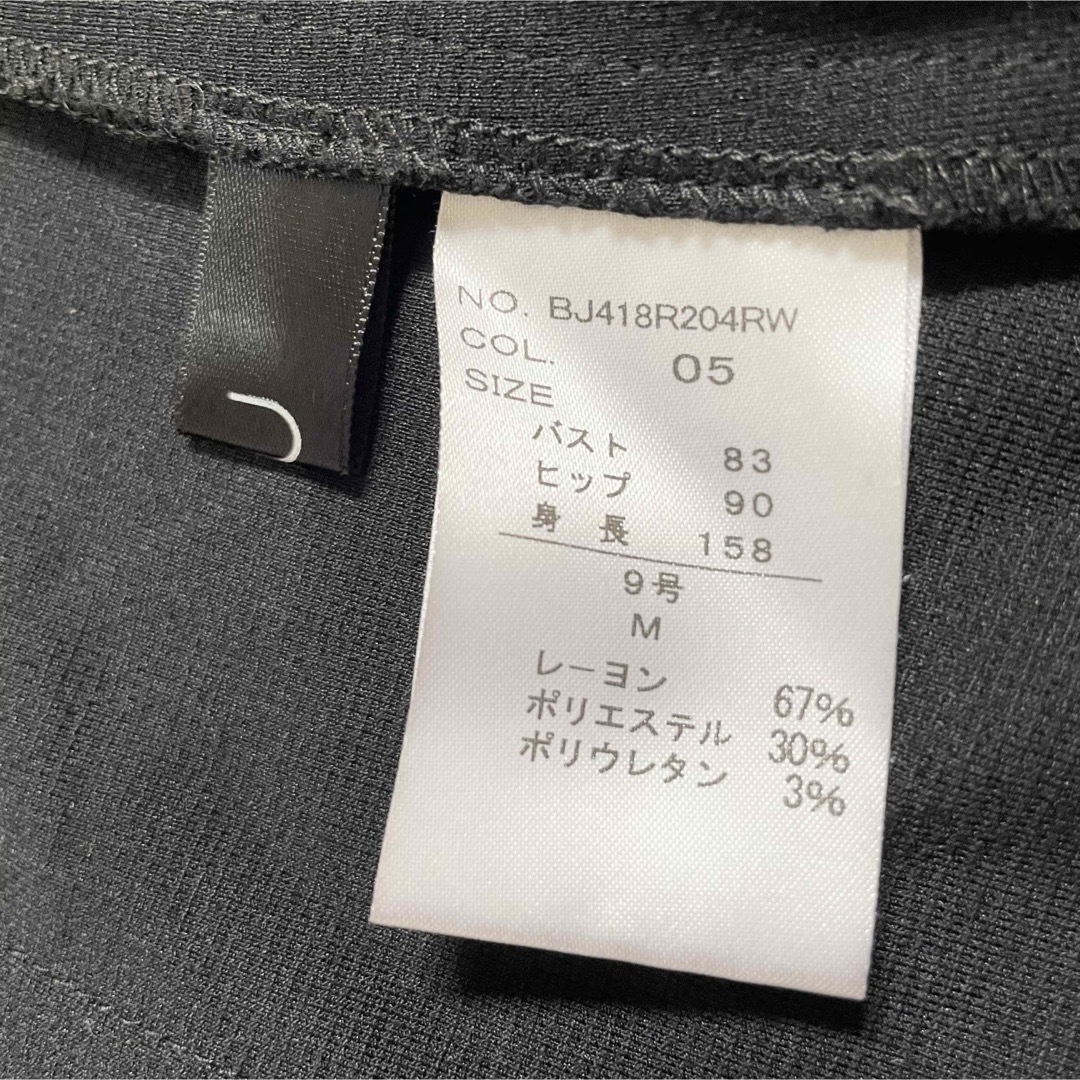 NO. BJ418R204RW
COL. 05
SIZE
バスト 83
ヒップ 90
身 長 158
9号
M
レーヨン 67%
ポリエステル 30%
ポリウレタン 3%